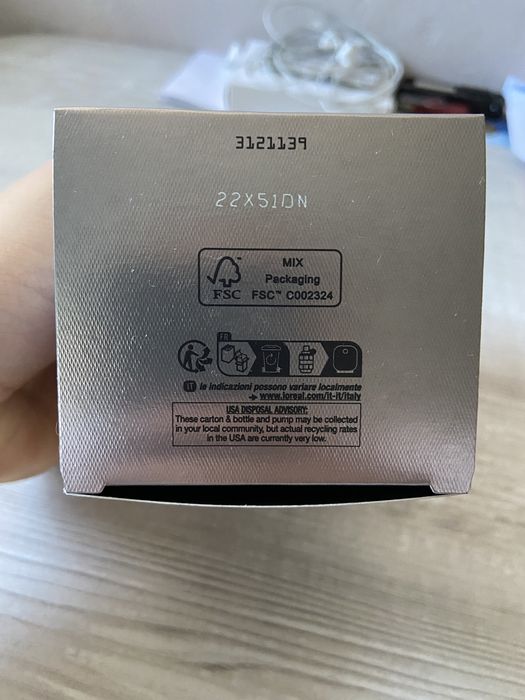 3121139
22X51DN
MIX
Packaging
FSC FSC™ C002324
FR
IT le indicazioni possono variare localmente
→ www.loreal.com/it-it/italy
USA DISPOSAL ADVISORY:
These carton & bottle and pump may be collected
in your local community, but actual recycling rates
in the USA are currently very low.